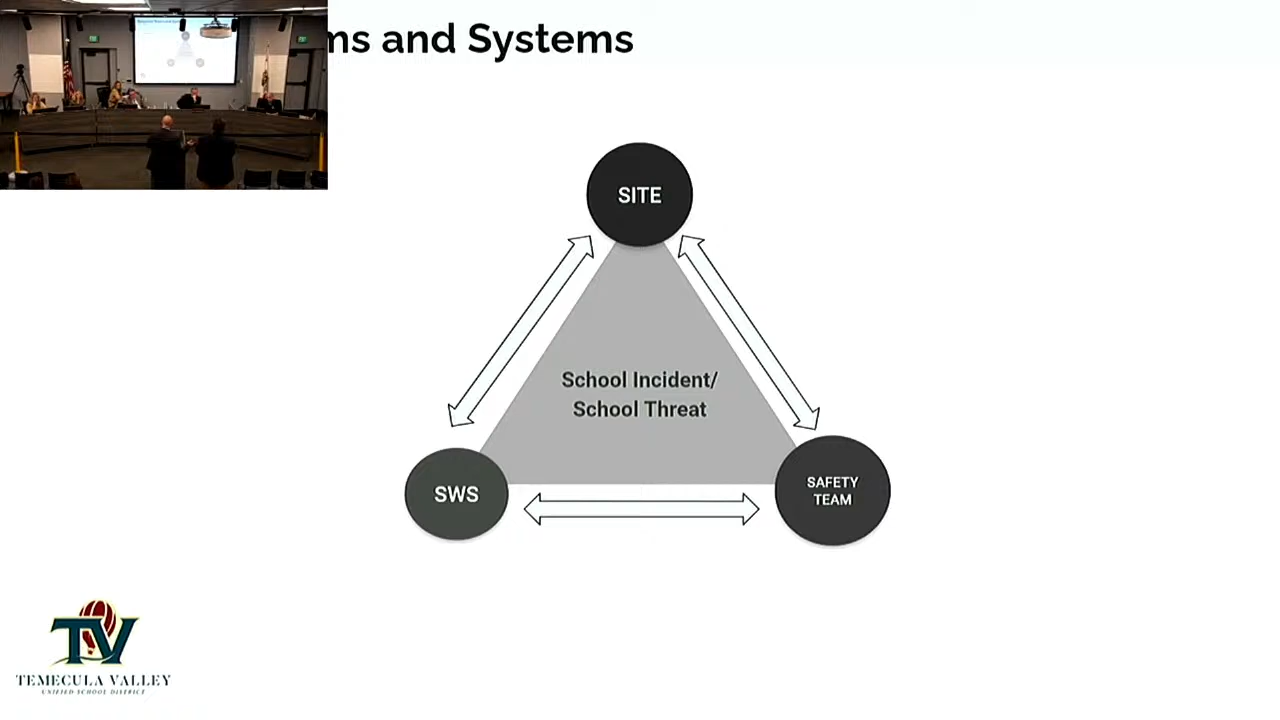 ms and Systems
SITE
School Incident/
School Threat
SWS
SAFETY
TEAM
TV
TEMECULA VALLEY
UNIFIED SCHOOL DISTRICT